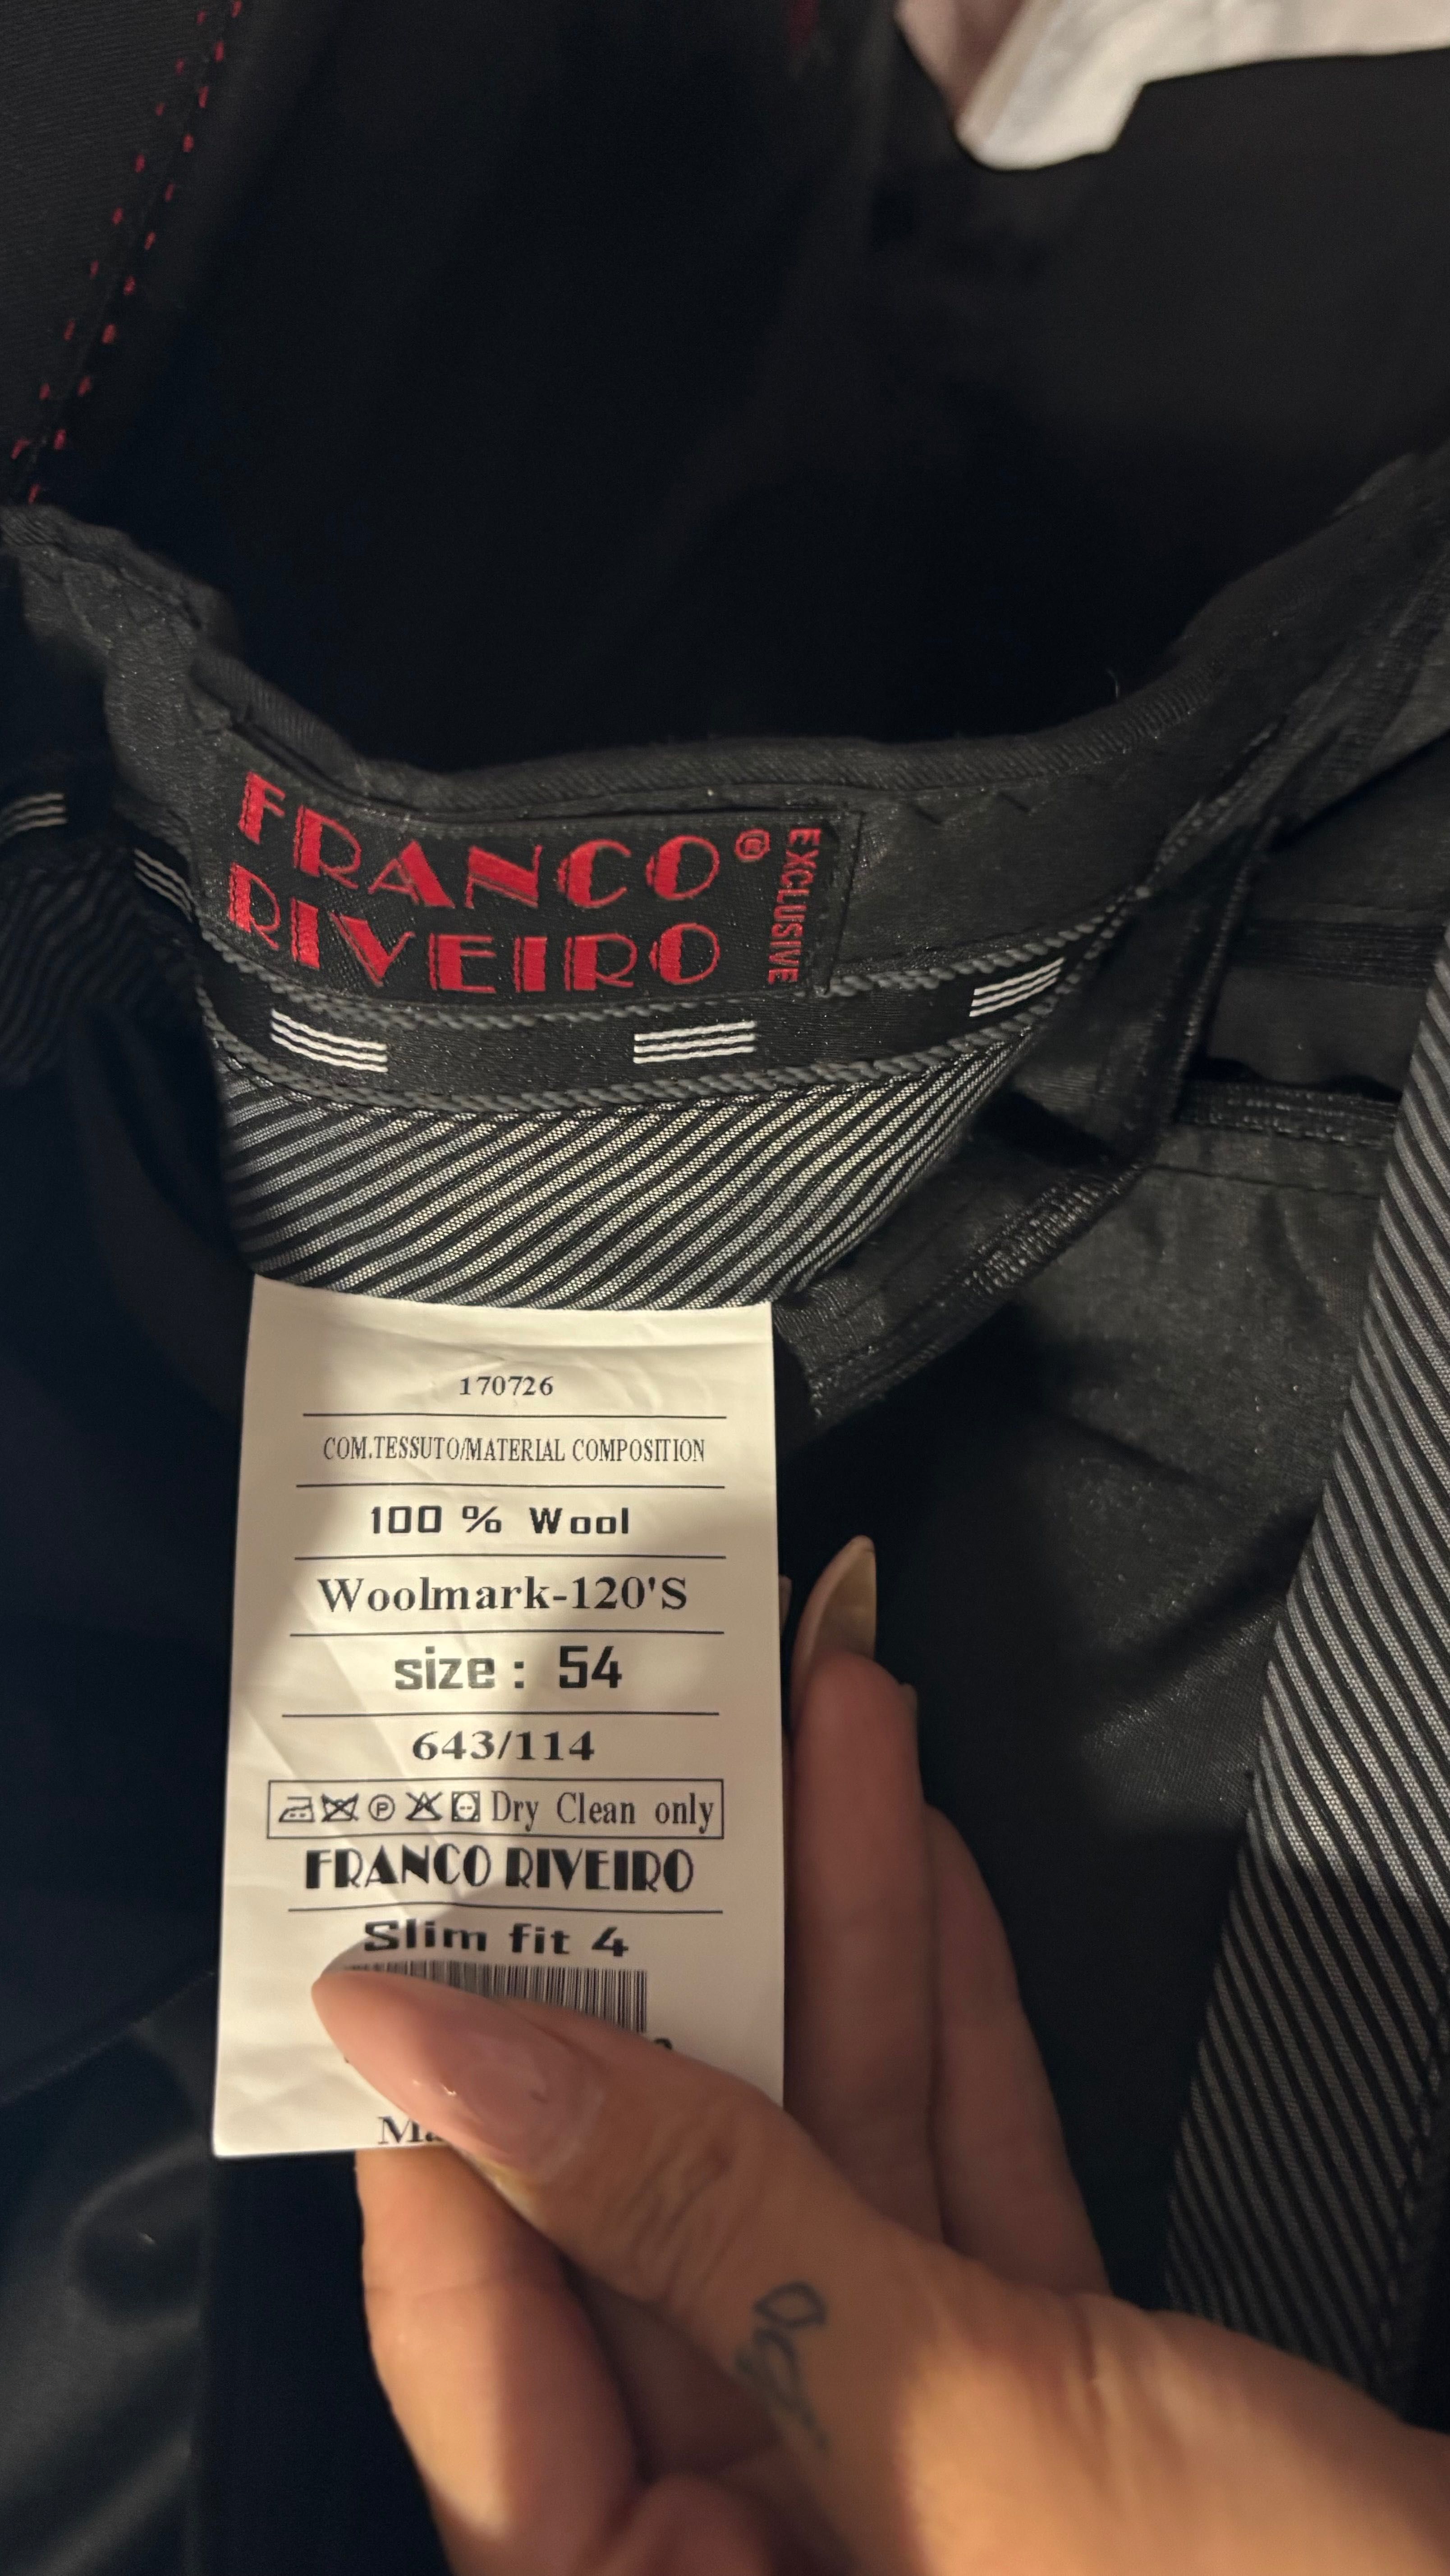 FRANCO ®
RIVEIRO
EXCLUSIVE
170726
COM.TESSUTO/MATERIAL COMPOSITION
100 % Wool
Woolmark-120'S
size : 54
643/114
Dry Clean only
FRANCO RIVEIRO
Slim fit 4